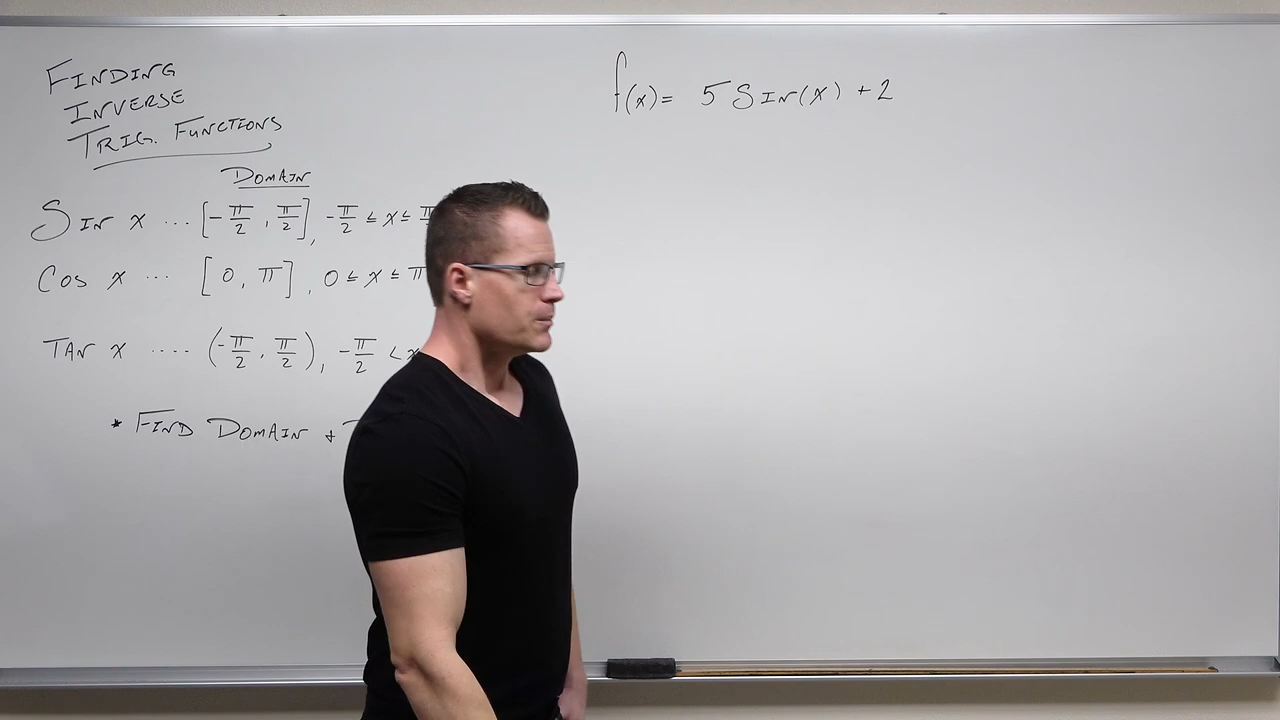 FINDING
INVERSE
TRIG. FUNCTIONS
DOMAIN
SIN x ... [-π/2, π/2], -π/2 ≤ x ≤ π
COS x ... [0, π], 0 ≤ x ≤ π
TAN x .... (-π/2, π/2), -π/2 < x
* FIND DOMAIN +
f(x) = 5 SIN(x) + 2